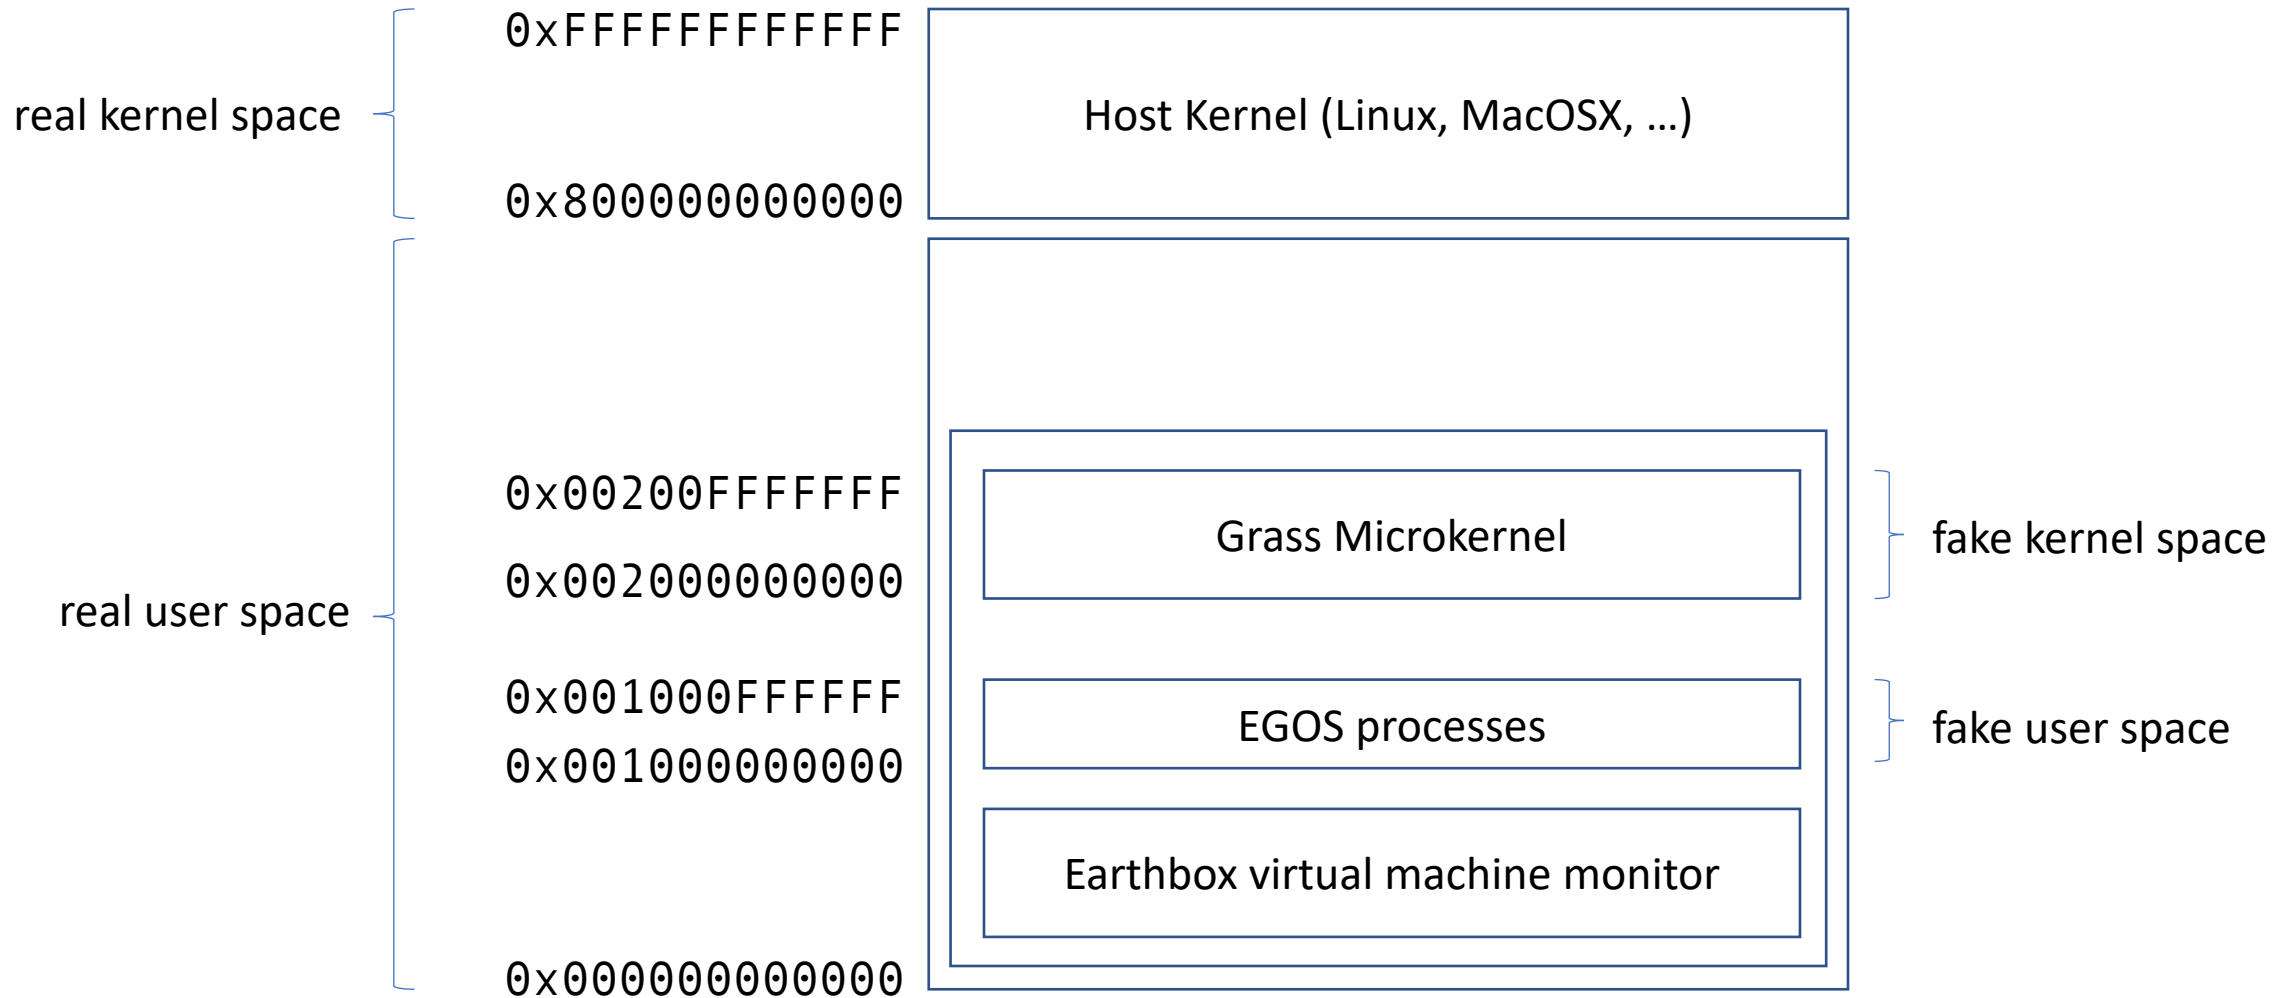 0xFFFFFFFFFFFF
real kernel space
Host Kernel (Linux, MacOSX, …)
0x800000000000
0x00200FFFFFFF
Grass Microkernel
fake kernel space
0x002000000000
real user space
0x001000FFFFFF
EGOS processes
fake user space
0x001000000000
Earthbox virtual machine monitor
0x000000000000